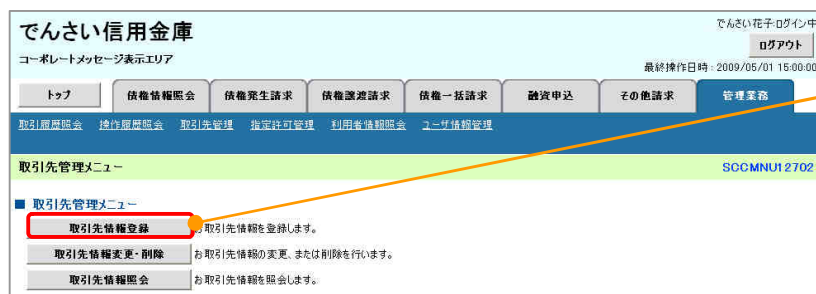 でんさい信用金庫
コーポレートメッセージ表示エリア
でんさい花子:ログイン中
ログアウト
最終操作日時:2009/05/01 15:00:00
トップ 債権情報照会 債権発生請求 債権譲渡請求 債権一括請求 融資申込 その他請求 管理業務
取引履歴照会 操作履歴照会 取引先管理 指定許可管理 利用者情報照会 ユーザ情報管理
取引先管理メニュー SCCMNU12702
■ 取引先管理メニュー
取引先情報登録 お取引先情報を登録します。
取引先情報変更・削除 お取引先情報の変更、または削除を行います。
取引先情報照会 お取引先情報を照会します。